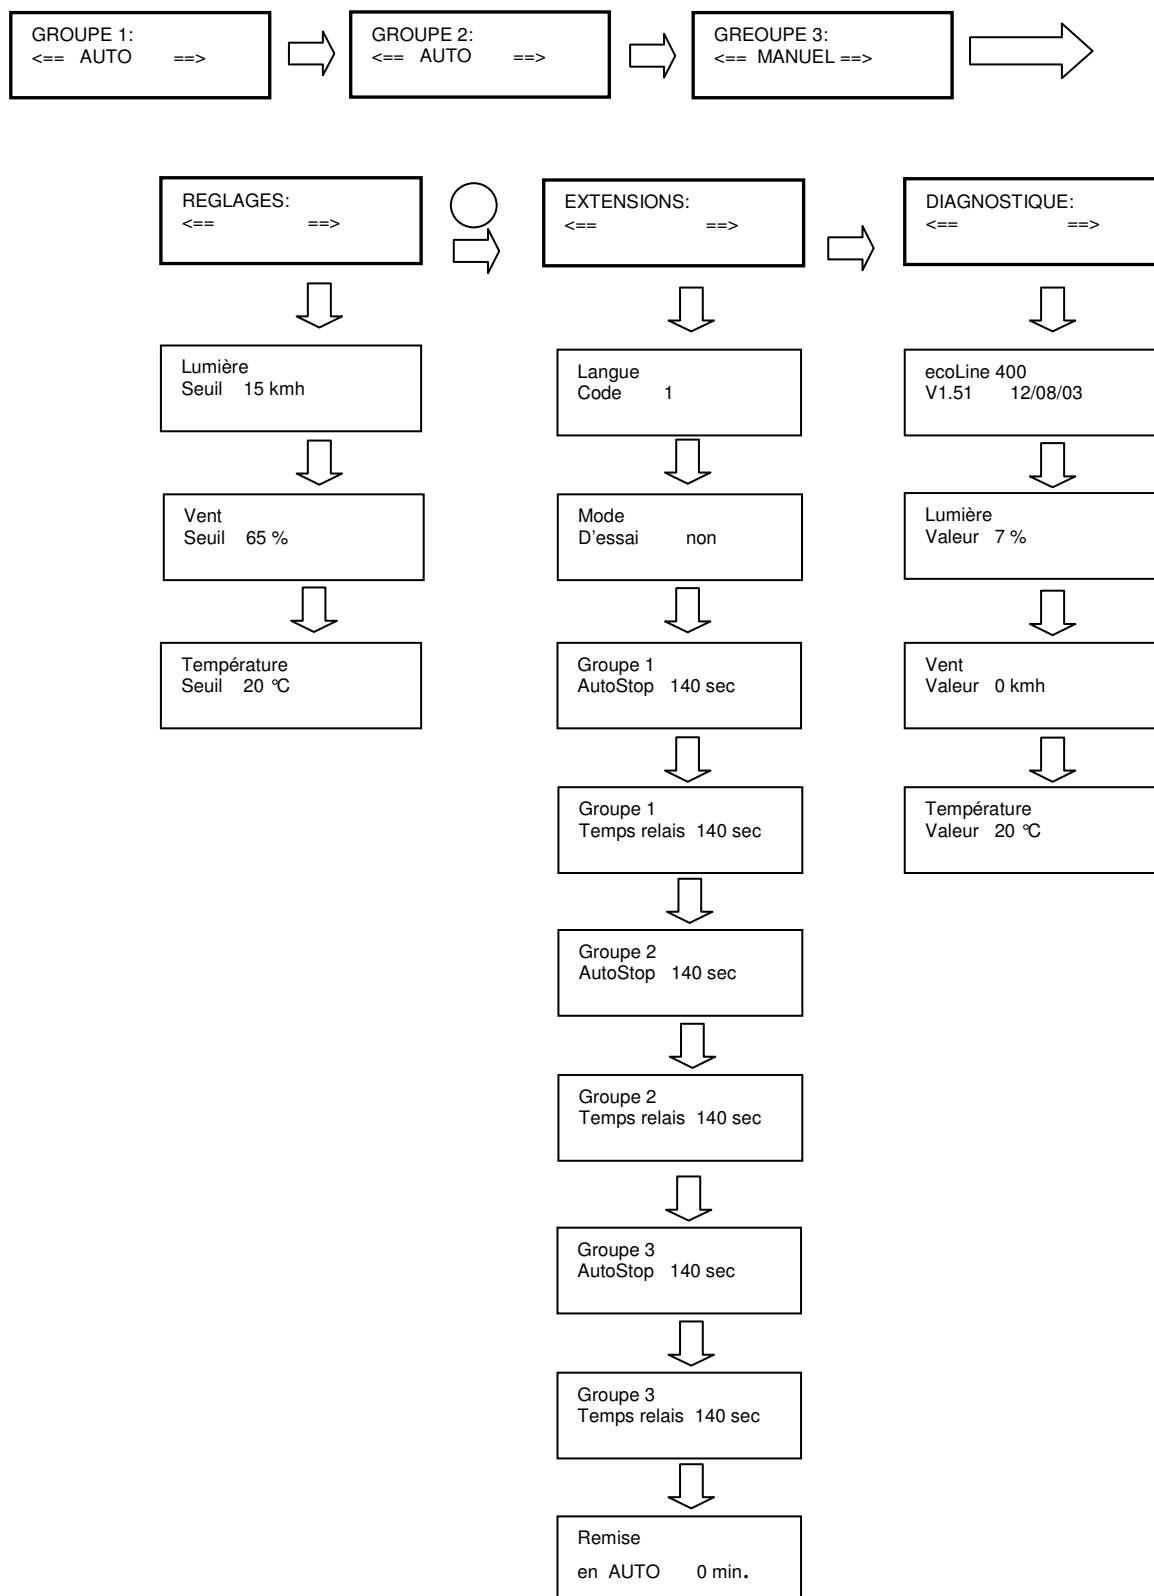 GROUPE 1:
<== AUTO ==>
GROUPE 2:
<== AUTO ==>
GREOUPE 3:
<== MANUEL ==>
REGLAGES:
<== ==>
EXTENSIONS:
<== ==>
DIAGNOSTIQUE:
<== ==>
Lumière
Seuil 15 kmh
Vent
Seuil 65 %
Température
Seuil 20 °C
Langue
Code 1
Mode
D'essai non
Groupe 1
AutoStop 140 sec
Groupe 1
Temps relais 140 sec
Groupe 2
AutoStop 140 sec
Groupe 2
Temps relais 140 sec
Groupe 3
AutoStop 140 sec
Groupe 3
Temps relais 140 sec
Remise
en AUTO 0 min.
ecoLine 400
V1.51 12/08/03
Lumière
Valeur 7 %
Vent
Valeur 0 kmh
Température
Valeur 20 °C